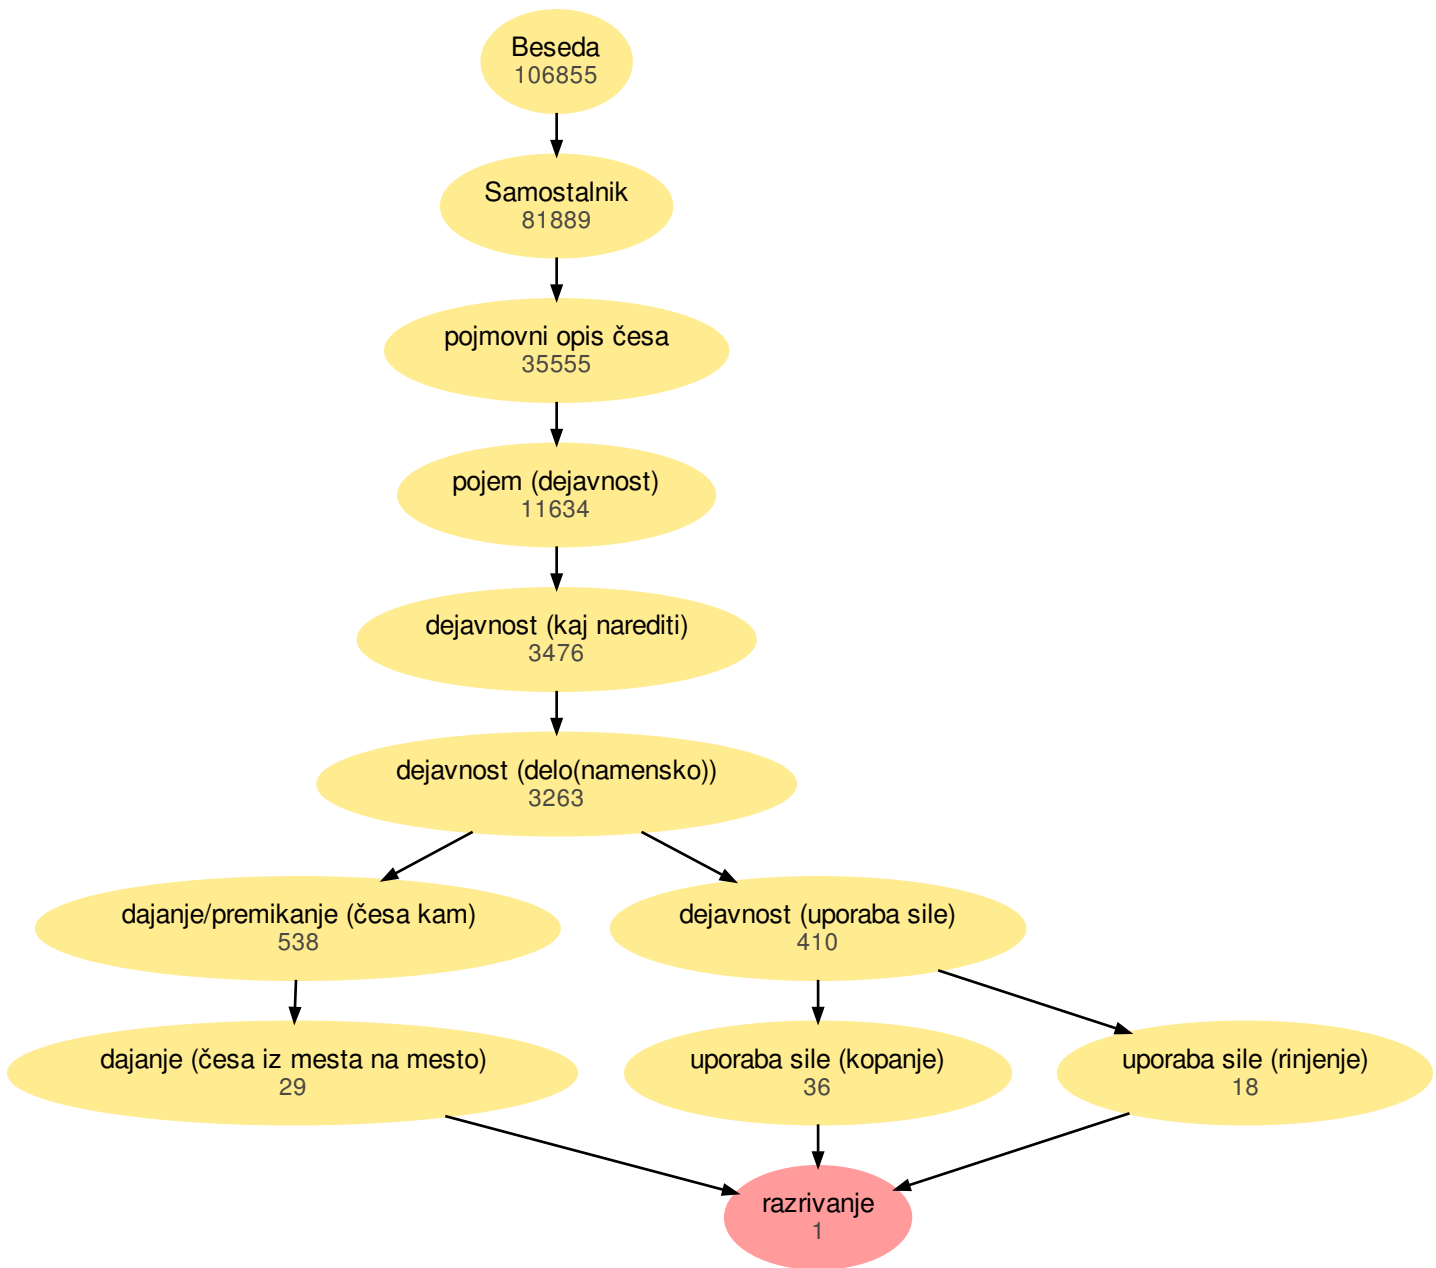 Beseda
106855
Samostalnik
81889
pojmovni opis česa
35555
pojem (dejavnost)
11634
dejavnost (kaj narediti)
3476
dejavnost (delo(namensko))
3263
dajanje/premikanje (česa kam)
538
dejavnost (uporaba sile)
410
dajanje (česa iz mesta na mesto)
29
uporaba sile (kopanje)
36
uporaba sile (rinjenje)
18
razrivanje
1